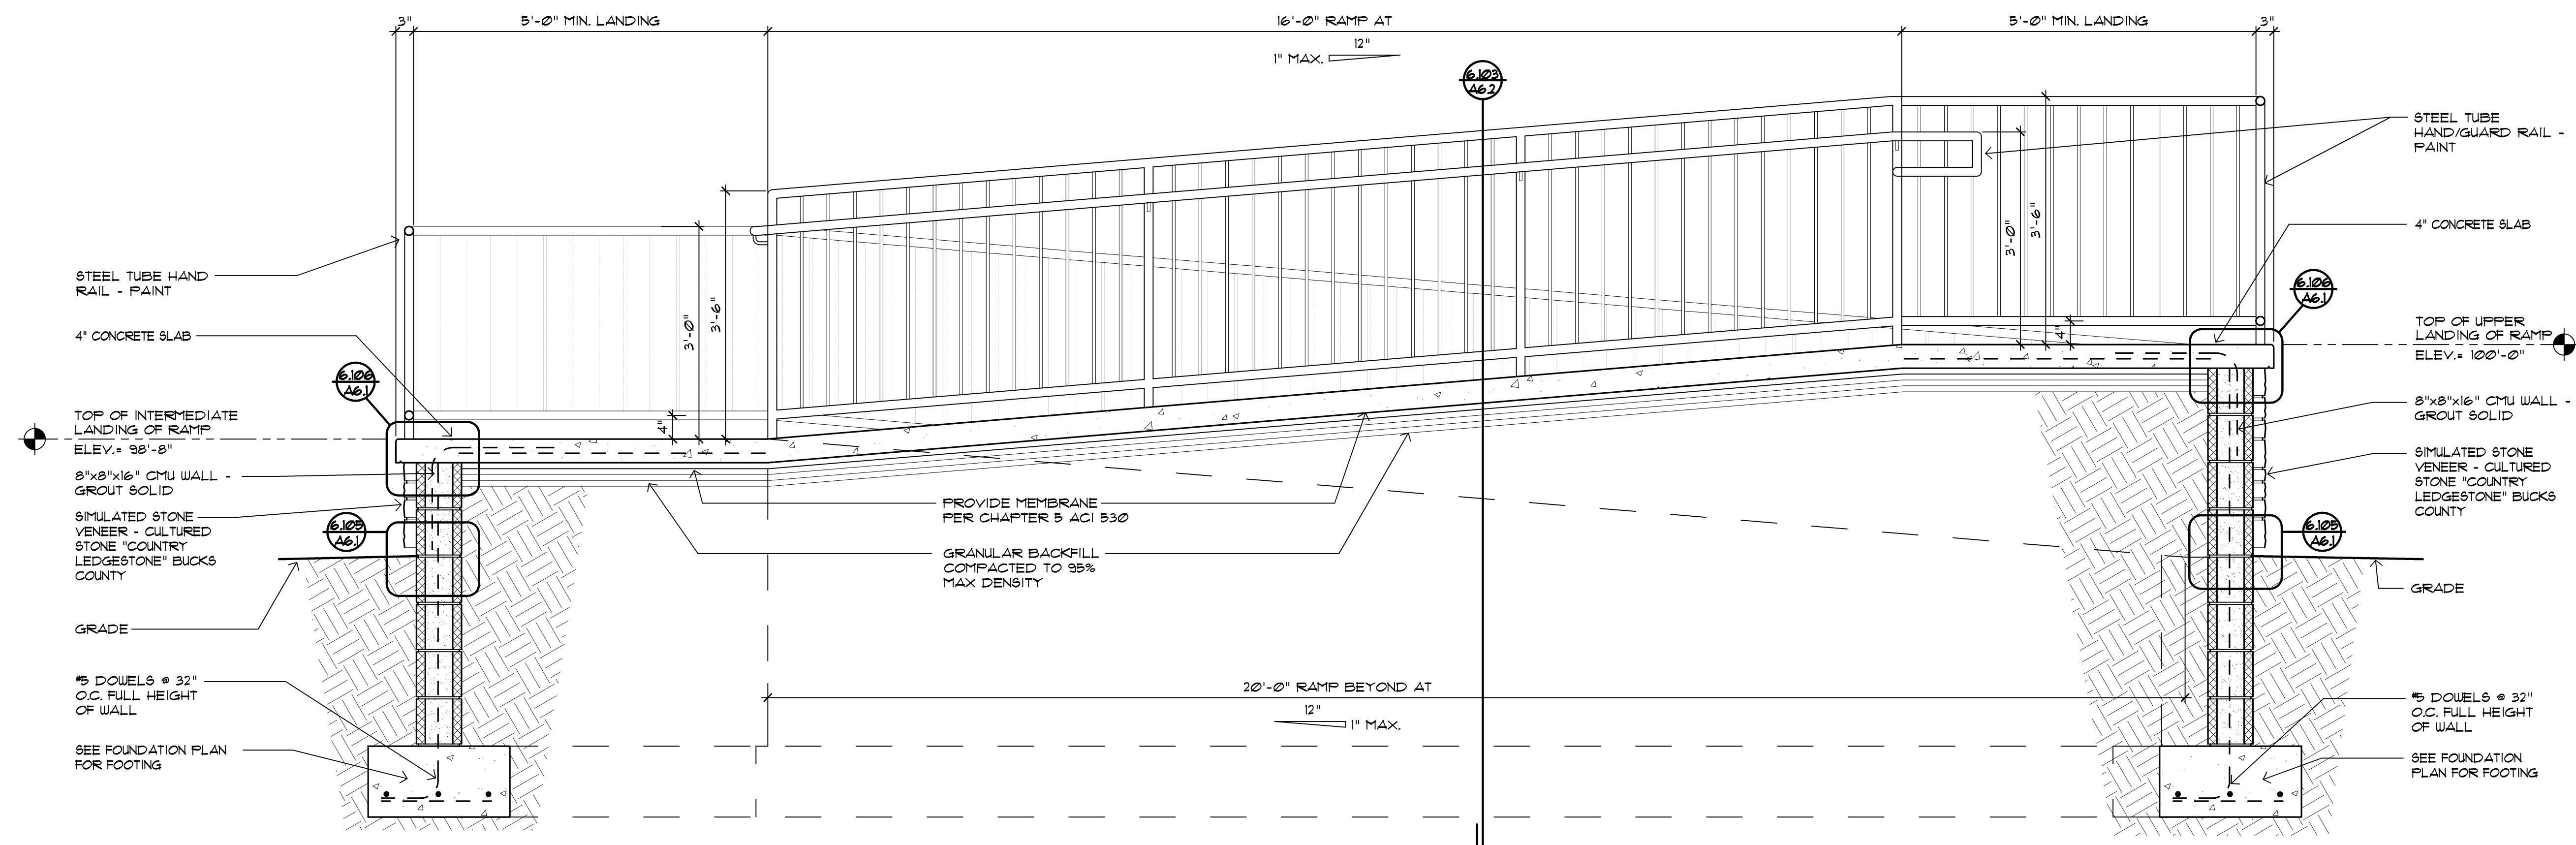 3"
5'-0" MIN. LANDING
16'-0" RAMP AT
5'-0" MIN. LANDING
3"
12"
1" MAX.
6.103
A6.2
STEEL TUBE
HAND/GUARD RAIL -
PAINT
4" CONCRETE SLAB
6.106
A6.1
TOP OF UPPER
LANDING OF RAMP
ELEV.= 100'-0"
8"x8"x16" CMU WALL -
GROUT SOLID
SIMULATED STONE
VENEER - CULTURED
STONE "COUNTRY
LEDGESTONE" BUCKS
COUNTY
6.105
A6.1
GRADE
#5 DOWELS @ 32"
O.C. FULL HEIGHT
OF WALL
SEE FOUNDATION
PLAN FOR FOOTING
3'-0"
3'-6"
4"
3'-0"
3'-6"
4"
STEEL TUBE HAND
RAIL - PAINT
4" CONCRETE SLAB
6.106
A6.1
TOP OF INTERMEDIATE
LANDING OF RAMP
ELEV.= 98'-8"
8"x8"x16" CMU WALL -
GROUT SOLID
SIMULATED STONE
VENEER - CULTURED
STONE "COUNTRY
LEDGESTONE" BUCKS
COUNTY
6.105
A6.1
GRADE
#5 DOWELS @ 32"
O.C. FULL HEIGHT
OF WALL
SEE FOUNDATION PLAN
FOR FOOTING
PROVIDE MEMBRANE
PER CHAPTER 5 ACI 530
GRANULAR BACKFILL
COMPACTED TO 95%
MAX DENSITY
20'-0" RAMP BEYOND AT
12"
1" MAX.